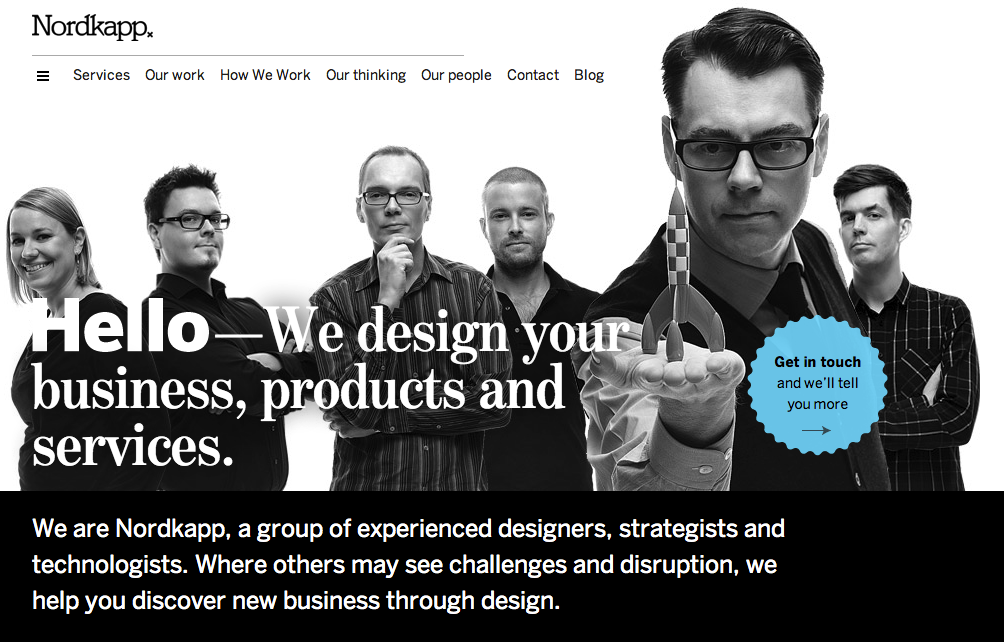 Nordkapp
Services Our work How We Work Our thinking Our people Contact Blog
Hello—We design your
business, products and
services.
Get in touch
and we'll tell
you more
We are Nordkapp, a group of experienced designers, strategists and
technologists. Where others may see challenges and disruption, we
help you discover new business through design.